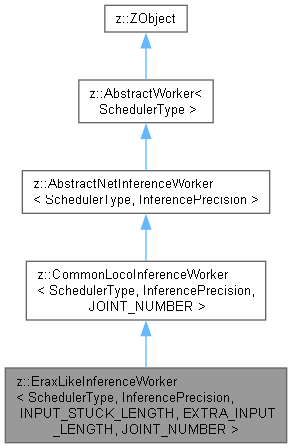 z::ZObject
z::AbstractWorker<
SchedulerType >
z::AbstractNetInferenceWorker
< SchedulerType, InferencePrecision >
z::CommonLocoInferenceWorker
< SchedulerType, InferencePrecision,
JOINT_NUMBER >
z::EraxLikeInferenceWorker
< SchedulerType, InferencePrecision,
INPUT_STUCK_LENGTH, EXTRA_INPUT
_LENGTH, JOINT_NUMBER >